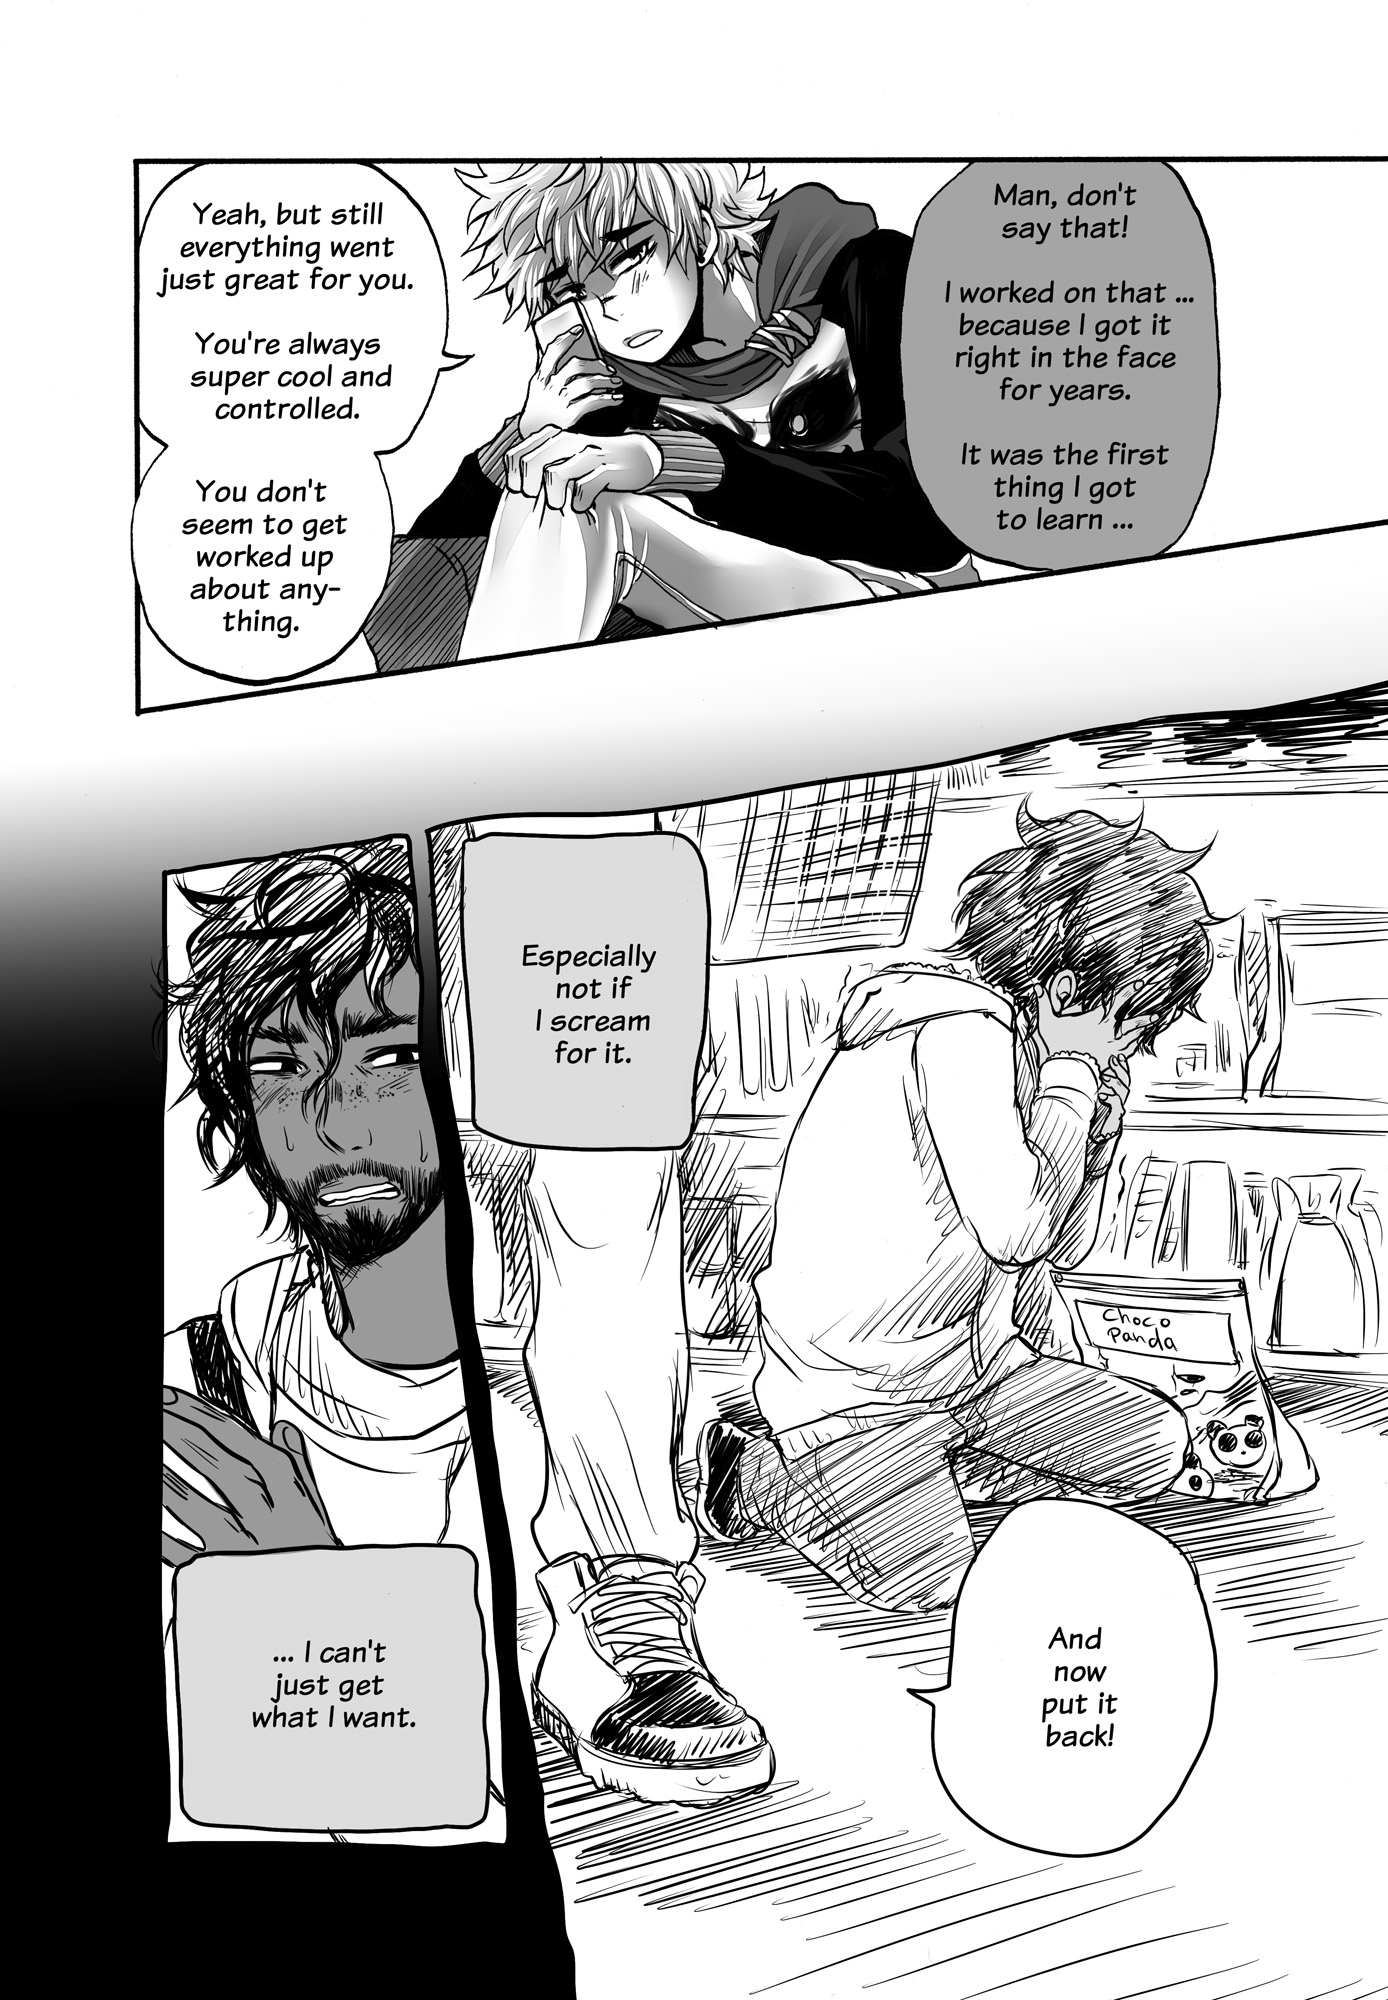 Yeah, but still
everything went
just great for you.
You're always
super cool and
controlled.
You don't
seem to get
worked up
about any-
thing.
Man, don't
say that!
I worked on that ...
because I got it
right in the face
for years.
It was the first
thing I got
to learn ...
... I can't
just get
what I want.
Especially
not if
I scream
for it.
Choco
Panda
And
now
put it
back!